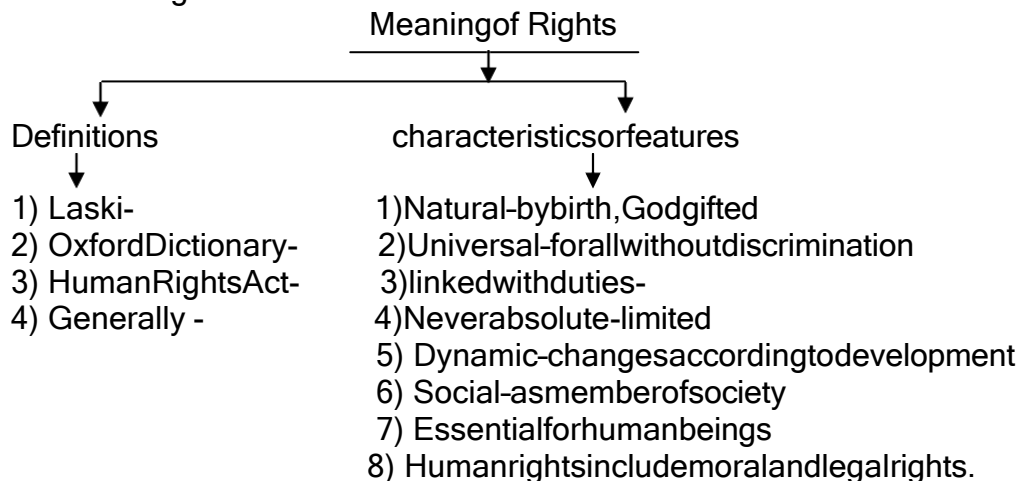 Meaningof Rights
Definitions
characteristicsorfeatures
1) Laski-
2) OxfordDictionary-
3) HumanRightsAct-
4) Generally -
1)Natural–bybirth,Godgifted
2)Universal–forallwithoutdiscrimination
3)linkedwithduties-
4)Neverabsolute-limited
5) Dynamic–changesaccordingtodevelopment
6) Social–asmemberofsociety
7) Essentialforhumanbeings
8) Humanrightsincludemoralandlegalrights.